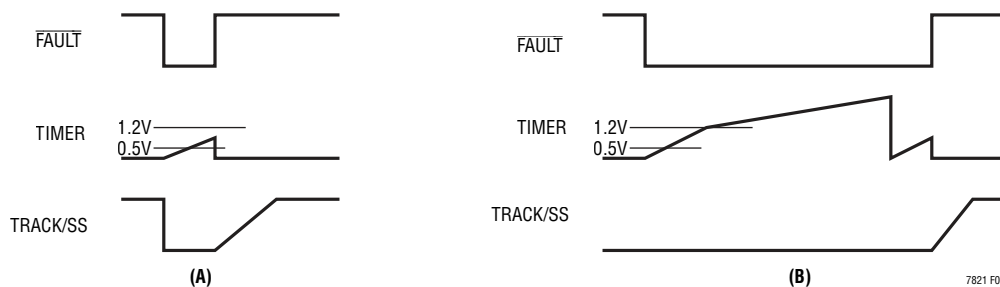 FAULT
TIMER
1.2V
0.5V
TRACK/SS
(A)
FAULT
TIMER
1.2V
0.5V
TRACK/SS
(B)
7821 F0